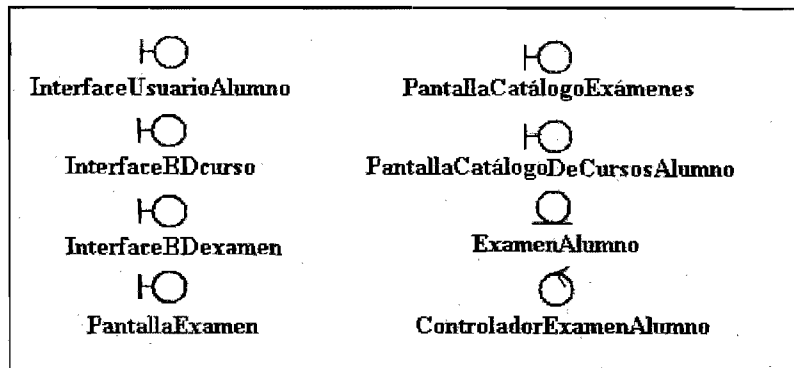 InterfaceUsuarioAlumno
PantallaCatálogoExámenes
InterfaceBDcurso
PantallaCatálogoDeCursosAlumno
InterfaceBDexamen
ExamenAlumno
PantallaExamen
ControladorExamenAlumno